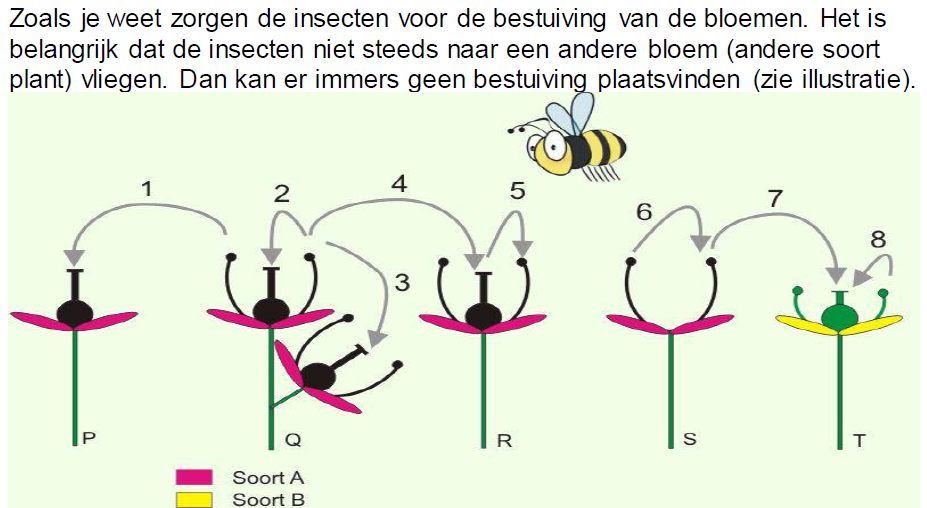 Zoals je weet zorgen de insecten voor de bestuiving van de bloemen. Het is
belangrijk dat de insecten niet steeds naar een andere bloem (andere soort
plant) vliegen. Dan kan er immers geen bestuiving plaatsvinden (zie illustratie).
1
2
4
5
6
7
8
3
P
Q
R
S
T
Soort A
Soort B